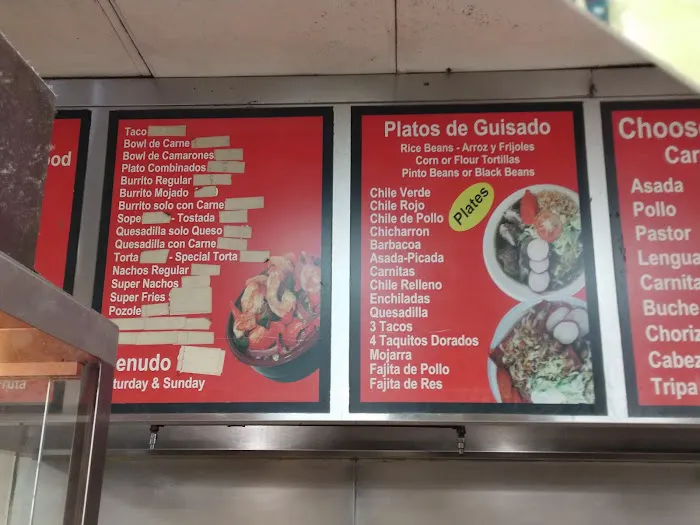 ood
ruta
Taco
Bowl de Carne
Bowl de Camarones
Plato Combinados
Burrito Regular
Burrito Mojado
Burrito solo con Carne
Sope - Tostada
Quesadilla solo Queso
Quesadilla con Carne
Torta - Special Torta
Nachos Regular
Super Nachos
Super Fries
Pozole
enudo
turday & Sunday
Platos de Guisado
Rice Beans - Arroz y Frijoles
Corn or Flour Tortillas
Pinto Beans or Black Beans
Plates
Chile Verde
Chile Rojo
Chile de Pollo
Chicharron
Barbacoa
Asada-Picada
Carnitas
Chile Relleno
Enchiladas
Quesadilla
3 Tacos
4 Taquitos Dorados
Mojarra
Fajita de Pollo
Fajita de Res
Choos
Car
Asada
Pollo
Pastor
Lengua
Carnita
Buche
Choriz
Cabez
Tripa